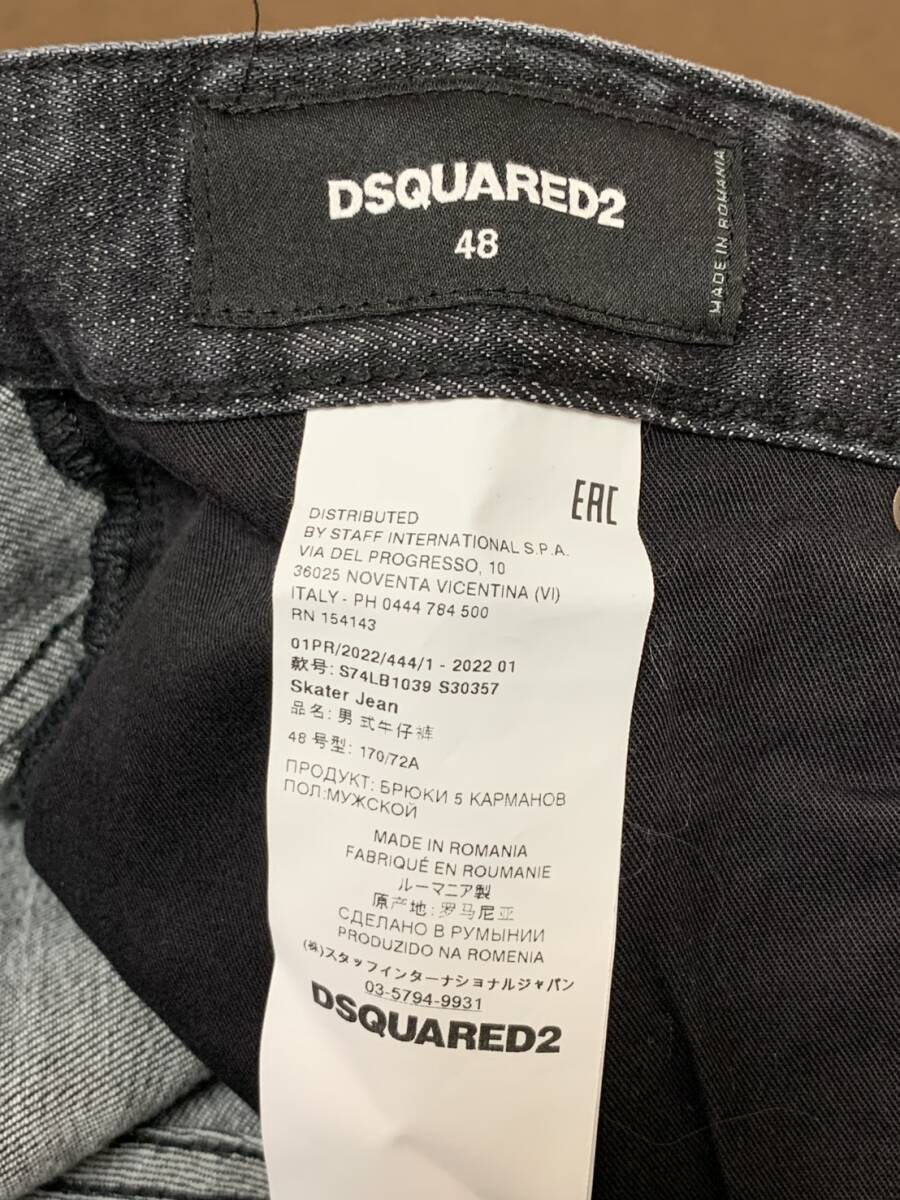 DSQUARED2
48
MADE IN ROMANIA
EAC
DISTRIBUTED
BY STAFF INTERNATIONAL S.P.A.
VIA DEL PROGRESSO, 10
36025 NOVENTA VICENTINA (VI)
ITALY - PH 0444 784 500
RN 154143
01PR/2022/444/1 - 2022 01
款号: S74LB1039 S30357
Skater Jean
品名: 男式牛仔裤
48 号型: 170/72A
ПРОДУКТ: БРЮКИ 5 КАРМАНОВ
ПОЛ:МУЖСКОЙ
MADE IN ROMANIA
FABRIQUÉ EN ROUMANIE
ルーマニア製
原产地: 罗马尼亚
СДЕЛАНО В РУМЫНИИ
PRODUZIDO NA ROMENIA
(株)スタッフインターナショナルジャパン
03-5794-9931
DSQUARED2